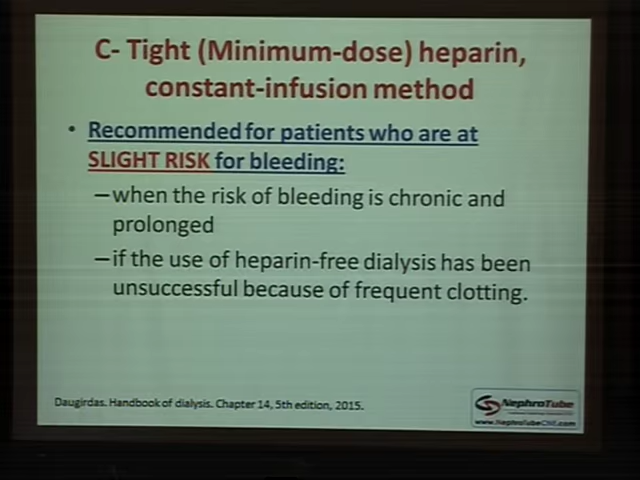 C- Tight (Minimum-dose) heparin,
constant-infusion method
• Recommended for patients who are at
SLIGHT RISK for bleeding:
–when the risk of bleeding is chronic and
prolonged
–if the use of heparin-free dialysis has been
unsuccessful because of frequent clotting.
Daugirdas. Handbook of dialysis. Chapter 14, 5th edition, 2015.
NephroTube
www.NephroTubeCNE.com